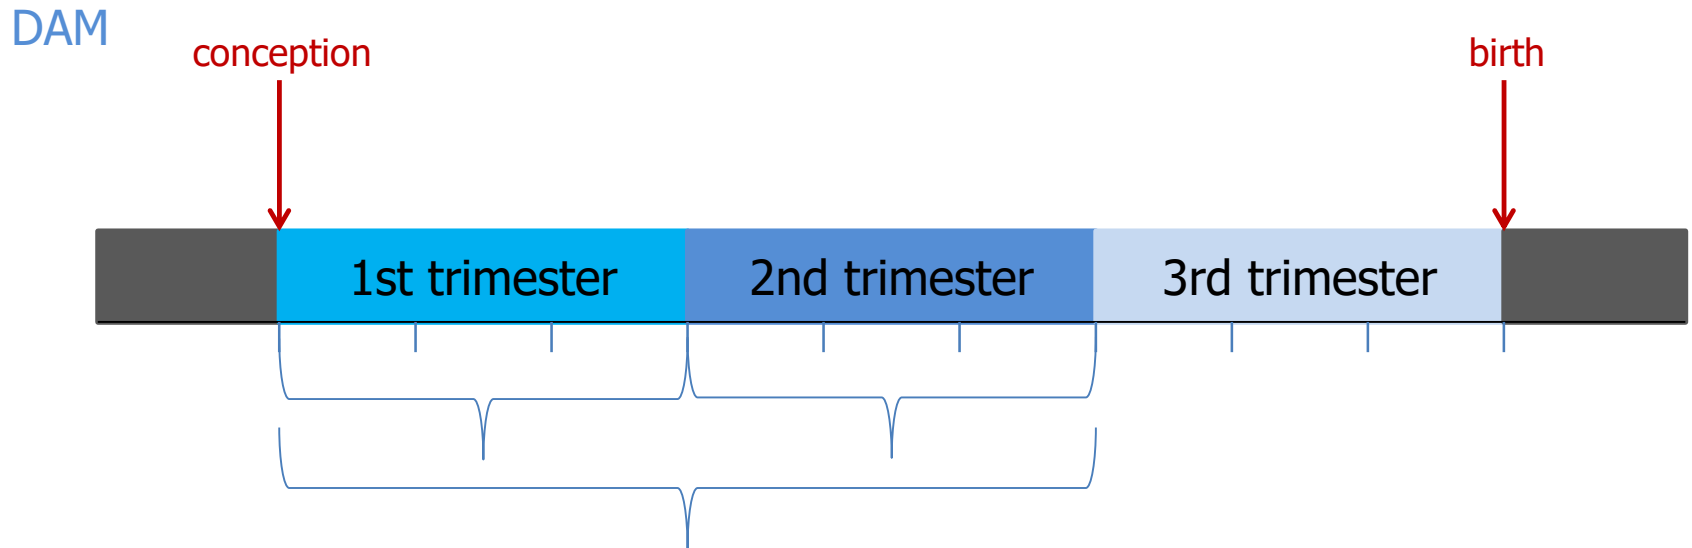 DAM
conception
birth
1st trimester
2nd trimester
3rd trimester